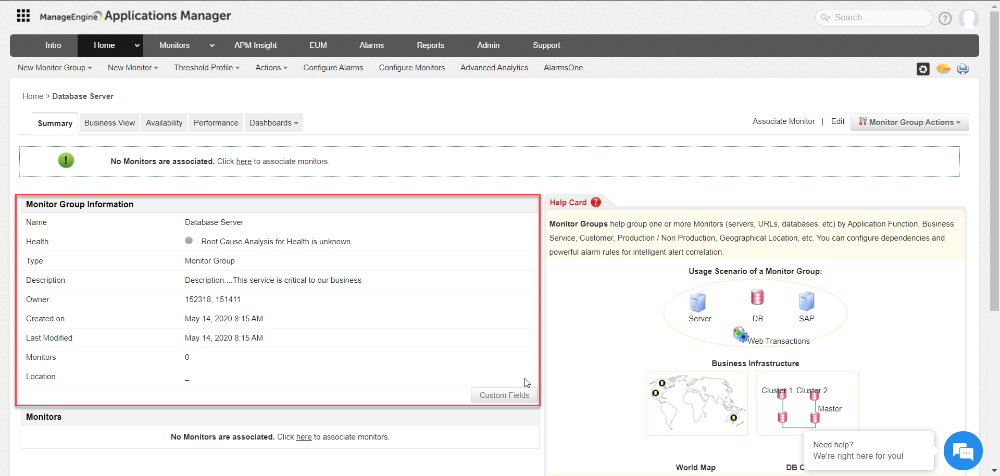 ManageEngine Applications Manager
Search...
?
Intro Home Monitors APM Insight EUM Alarms Reports Admin Support
New Monitor Group New Monitor Threshold Profile Actions Configure Alarms Configure Monitors Advanced Analytics AlarmsOne
Home > Database Server
Summary Business View Availability Performance Dashboards
Associate Monitor | Edit Monitor Group Actions
! No Monitors are associated. Click here to associate monitors.
Monitor Group Information
Name Database Server
Health Root Cause Analysis for Health is unknown
Type Monitor Group
Description Description....This service is critical to our business
Owner 152318, 151411
Created on May 14, 2020 8:15 AM
Last Modified May 14, 2020 8:15 AM
Monitors 0
Location _
Custom Fields
Monitors
No Monitors are associated. Click here to associate monitors.
Help Card ?
Monitor Groups help group one or more Monitors (servers, URLs, databases, etc) by Application Function, Business
Service, Customer, Production / Non Production, Geographical Location, etc. You can configure dependencies and
powerful alarm rules for intelligent alert correlation.
Usage Scenario of a Monitor Group:
Server DB SAP
Web Transactions
Business Infrastructure
Cluster 1 Cluster 2
Master
World Map DB C
Need help?
We're right here for you!